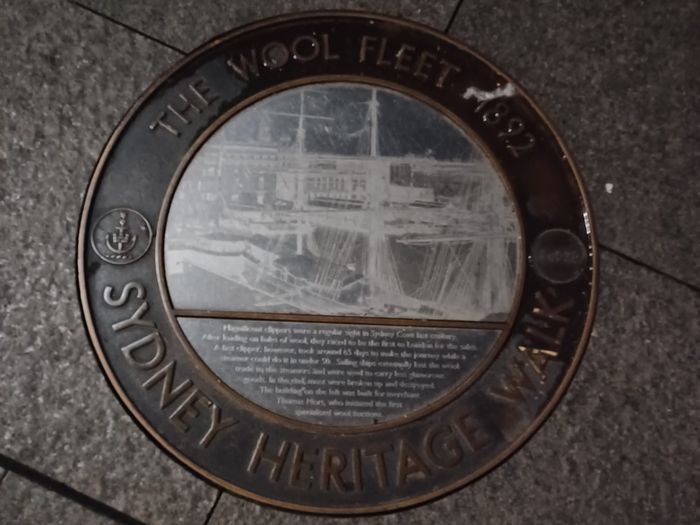 THE WOOL FLEET 1892
Magnificent clippers were a regular sight in Sydney Cove last century.
After loading on bales of wool, they raced to be the first to London for the sales.
A fast clipper, however, took around 65 days to make the journey while a
steamer could do it in under 50. Sailing ships eventually lost the wool
trade to the steamers and were used to carry less glamorous
goods. In the end, most were broken up and destroyed.
The building on the left was built for merchant
Thomas Mort, who initiated the first
specialised wool auctions.
SYDNEY HERITAGE WALK